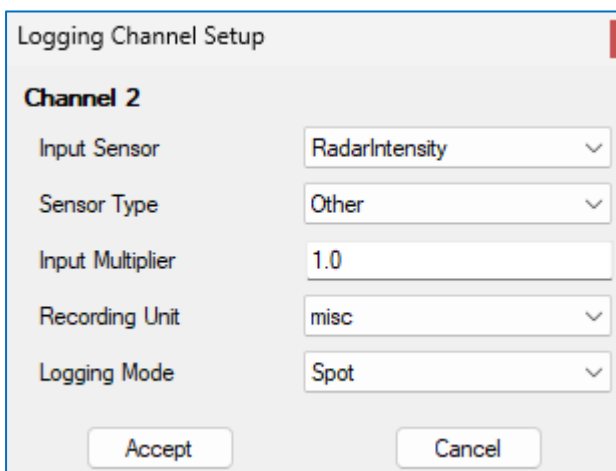 Logging Channel Setup
Channel 2
Input Sensor RadarIntensity
Sensor Type Other
Input Multiplier 1.0
Recording Unit misc
Logging Mode Spot
Accept Cancel